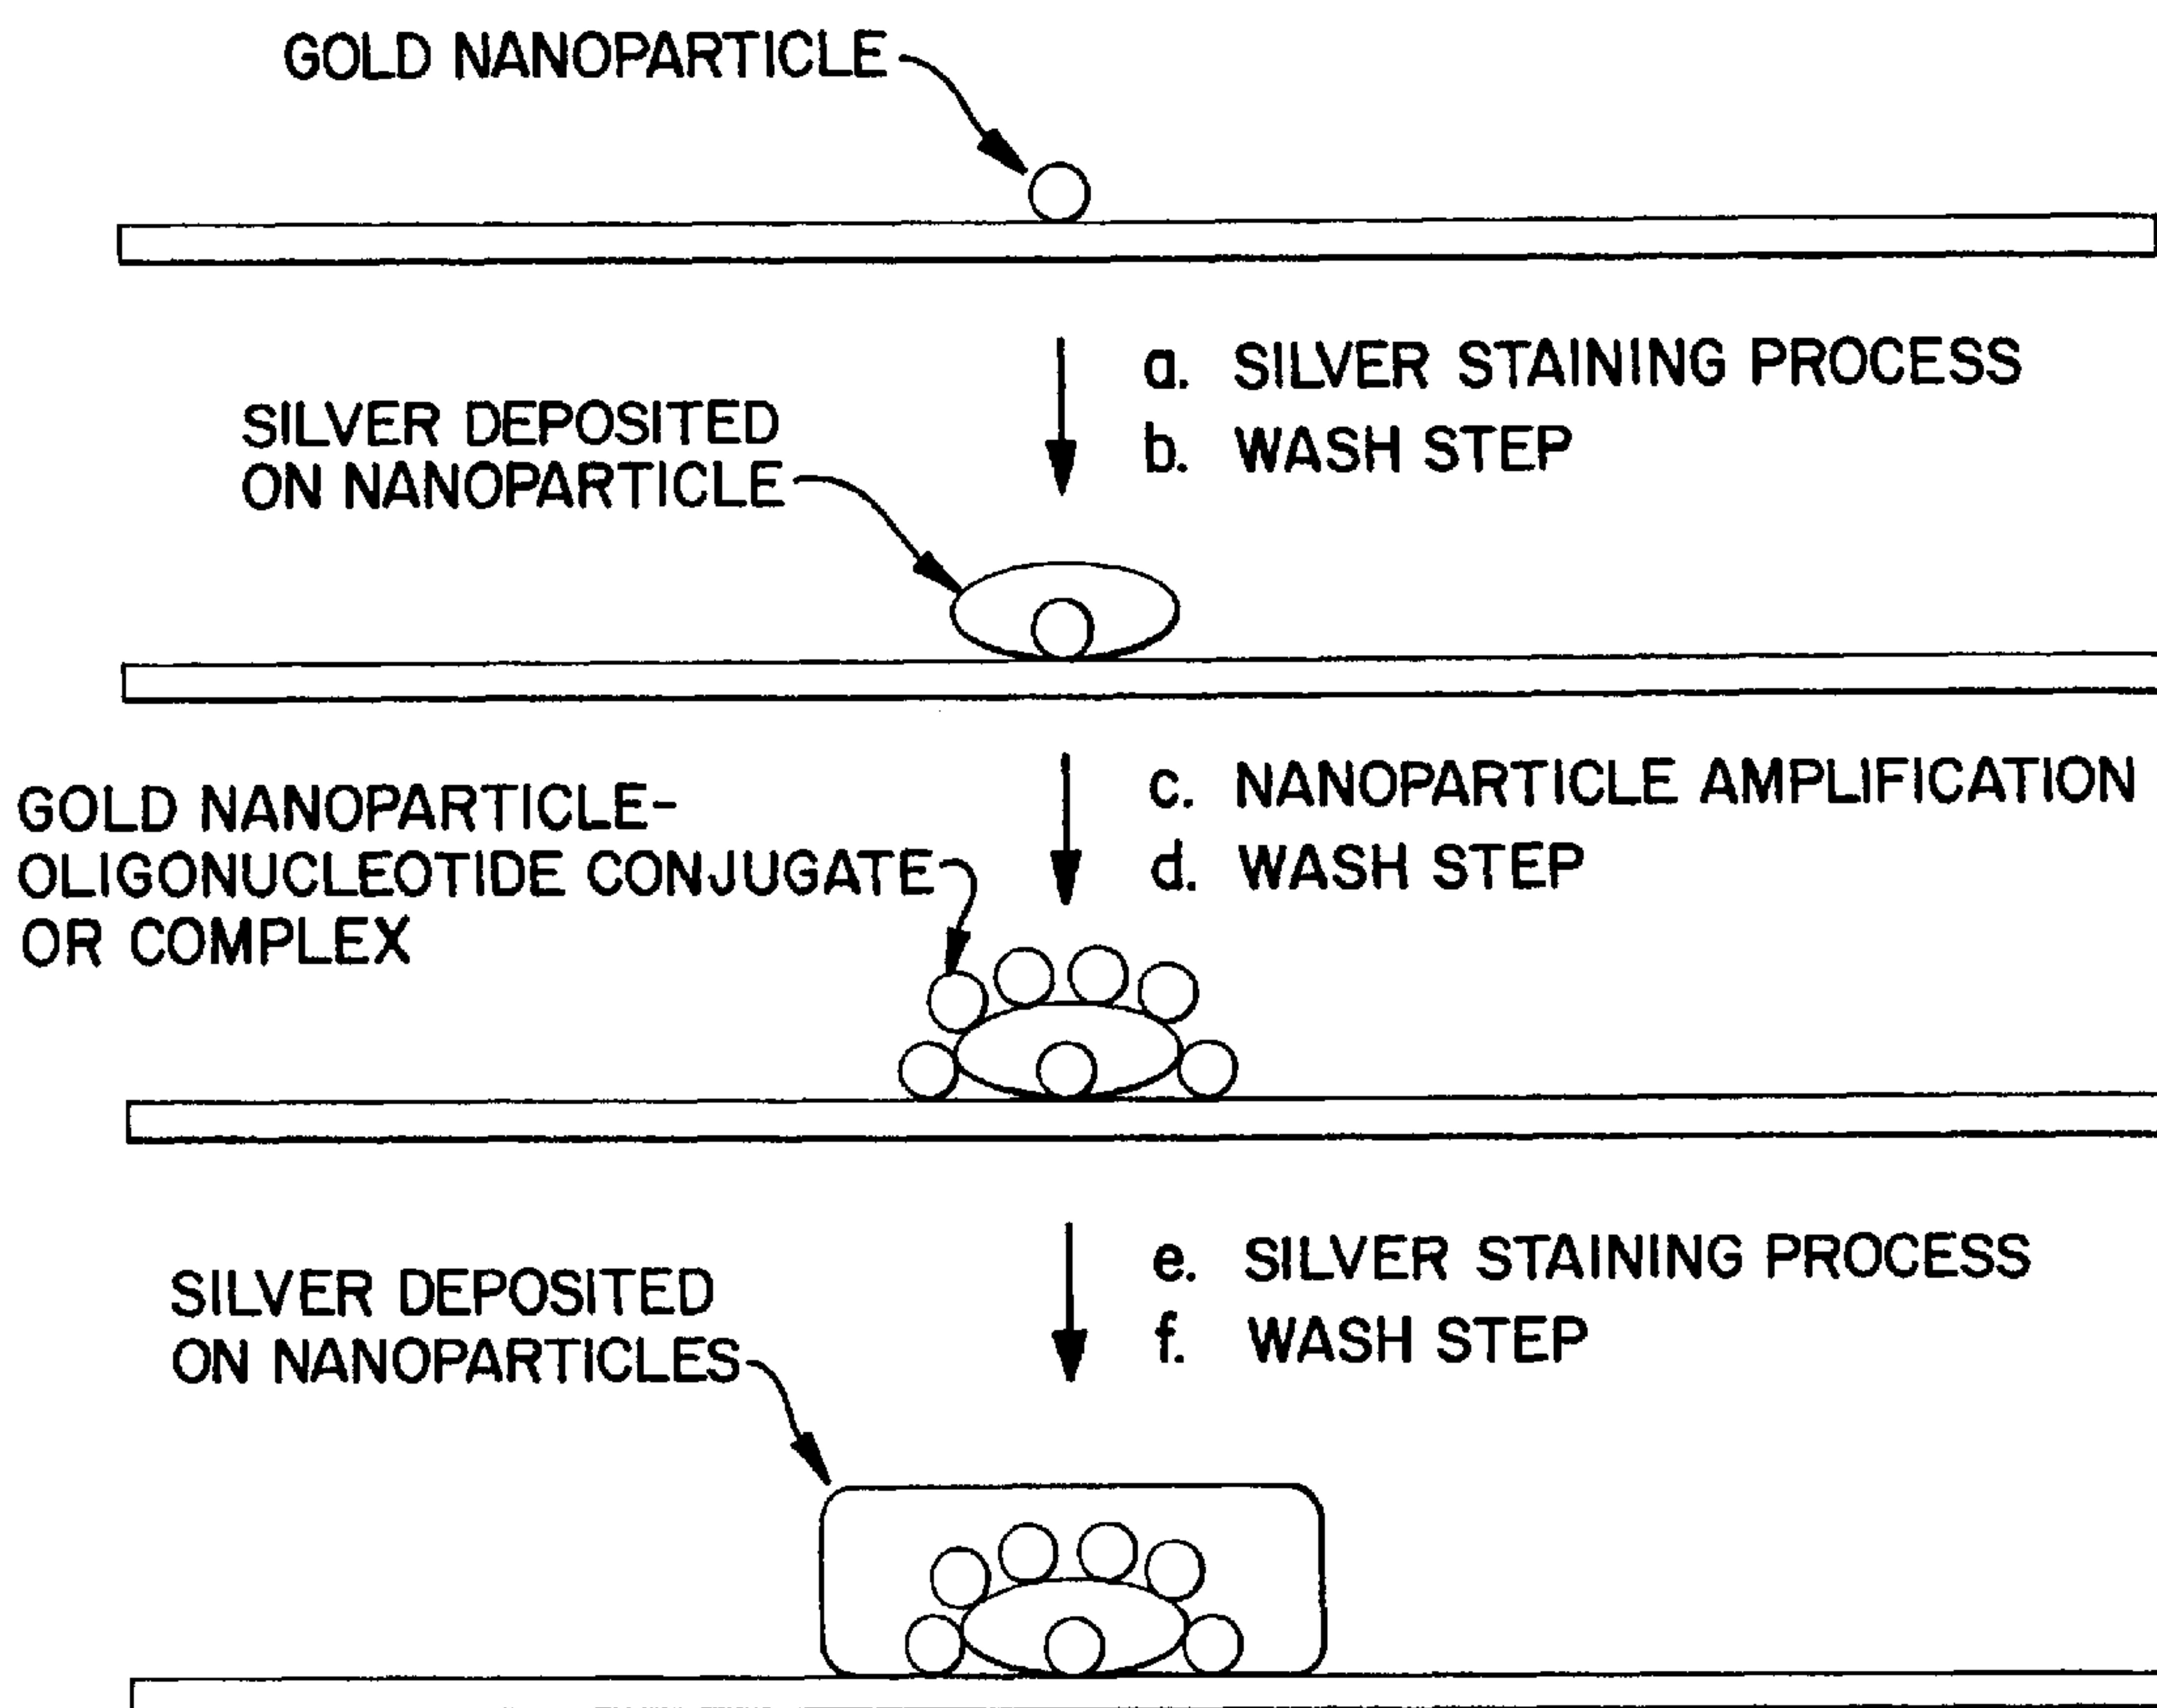 GOLD NANOPARTICLE
a. SILVER STAINING PROCESS
b. WASH STEP
SILVER DEPOSITED
ON NANOPARTICLE
c. NANOPARTICLE AMPLIFICATION
d. WASH STEP
GOLD NANOPARTICLE-
OLIGONUCLEOTIDE CONJUGATE
OR COMPLEX
e. SILVER STAINING PROCESS
f. WASH STEP
SILVER DEPOSITED
ON NANOPARTICLES